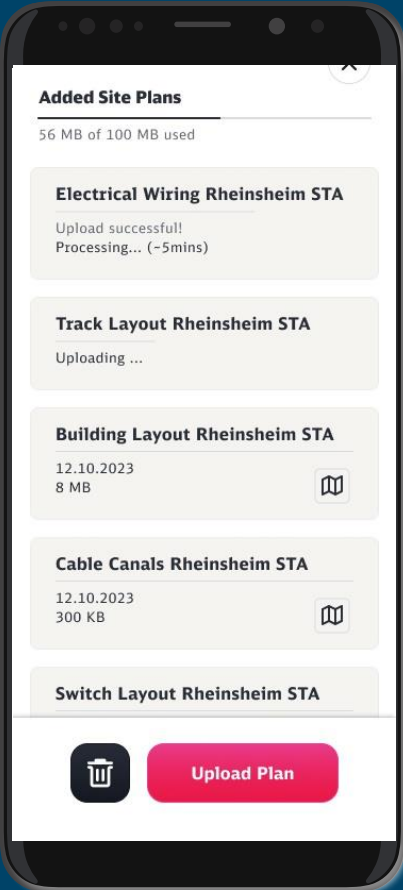 Added Site Plans
56 MB of 100 MB used
Electrical Wiring Rheinsheim STA
Upload successful!
Processing... (~5mins)
Track Layout Rheinsheim STA
Uploading ...
Building Layout Rheinsheim STA
12.10.2023
8 MB
Cable Canals Rheinsheim STA
12.10.2023
300 KB
Switch Layout Rheinsheim STA
Upload Plan